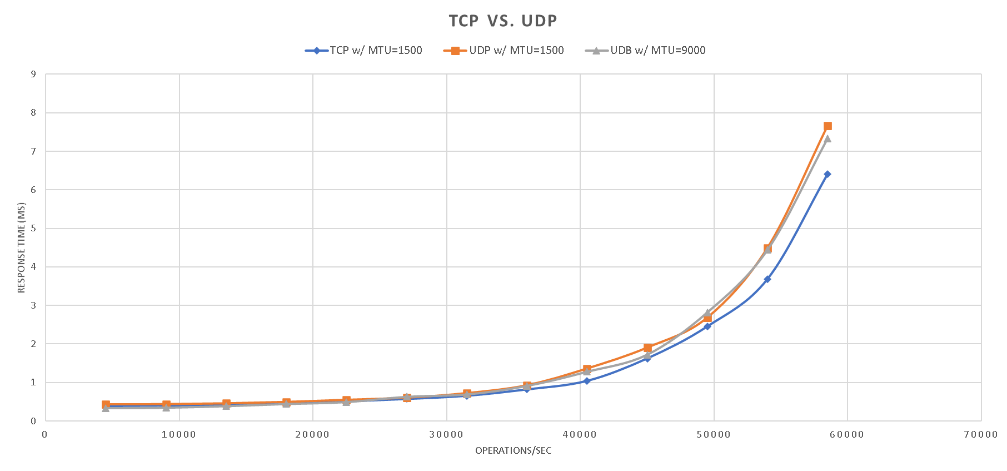 TCP VS. UDP
TCP w/ MTU=1500 UDP w/ MTU=1500 UDB w/ MTU=9000
9
8
7
6
5
4
3
2
1
0
RESPONSE TIME (MS)
0 10000 20000 30000 40000 50000 60000 70000
OPERATIONS/SEC